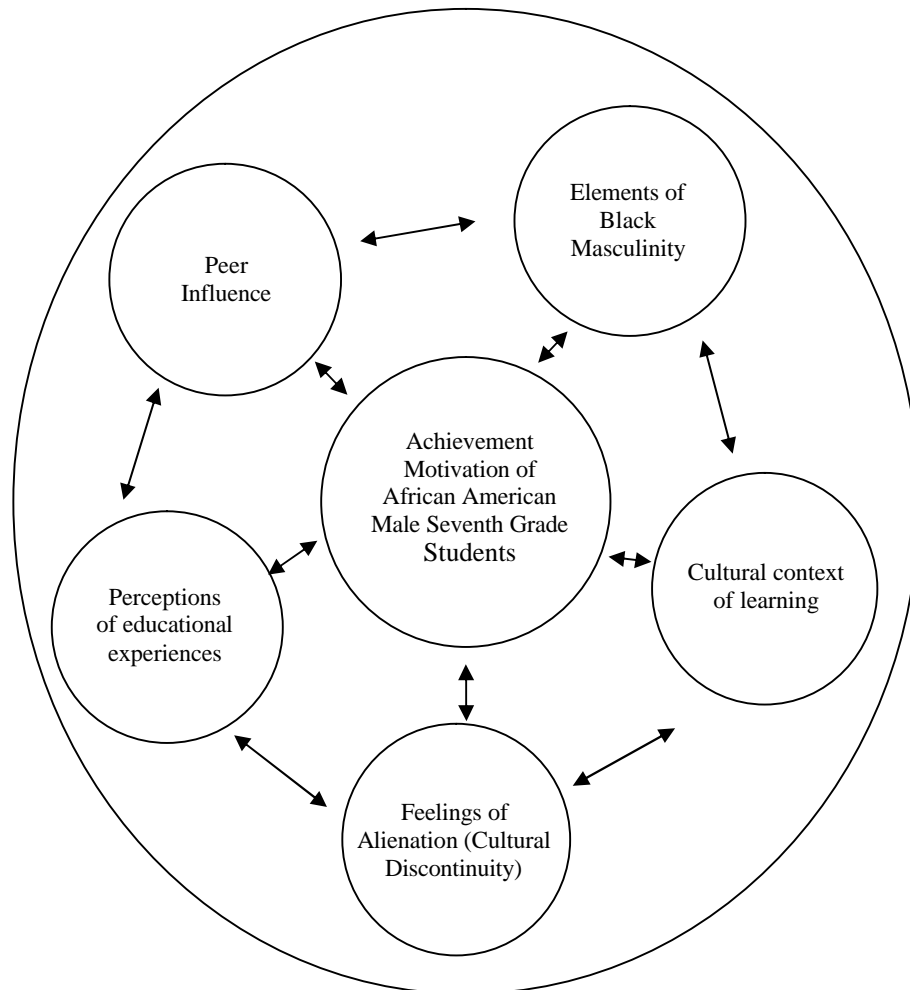 Elements of
Black
Masculinity
Peer
Influence
Achievement
Motivation of
African American
Male Seventh Grade
Students
Cultural context
of learning
Perceptions
of educational
experiences
Feelings of
Alienation (Cultural
Discontinuity)